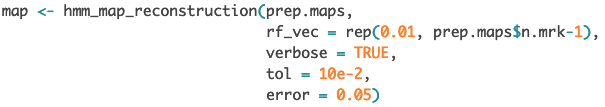 map <- hmm_map_reconstruction(prep.maps,
rf_vec = rep(0.01, prep.maps$n.mrk-1),
verbose = TRUE,
tol = 10e-2,
error = 0.05)